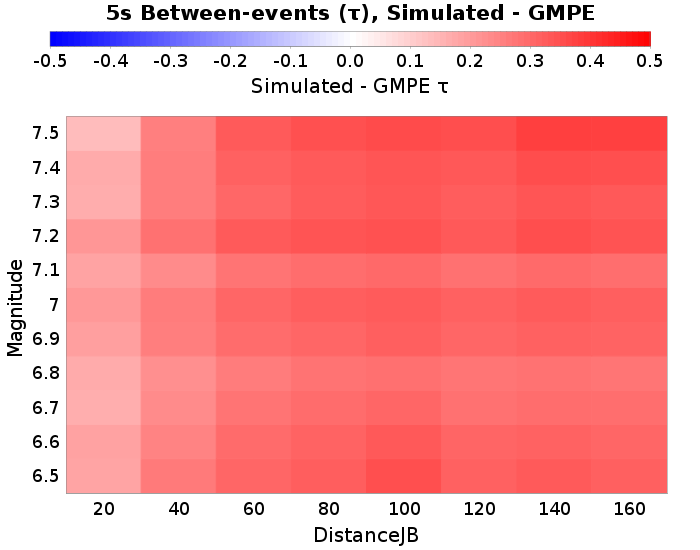 5s Between-events (τ), Simulated - GMPE
-0.5 -0.4 -0.3 -0.2 -0.1 0.0 0.1 0.2 0.3 0.4 0.5
Simulated - GMPE τ
Magnitude
7.5
7.4
7.3
7.2
7.1
7
6.9
6.8
6.7
6.6
6.5
20 40 60 80 100 120 140 160
DistanceJB